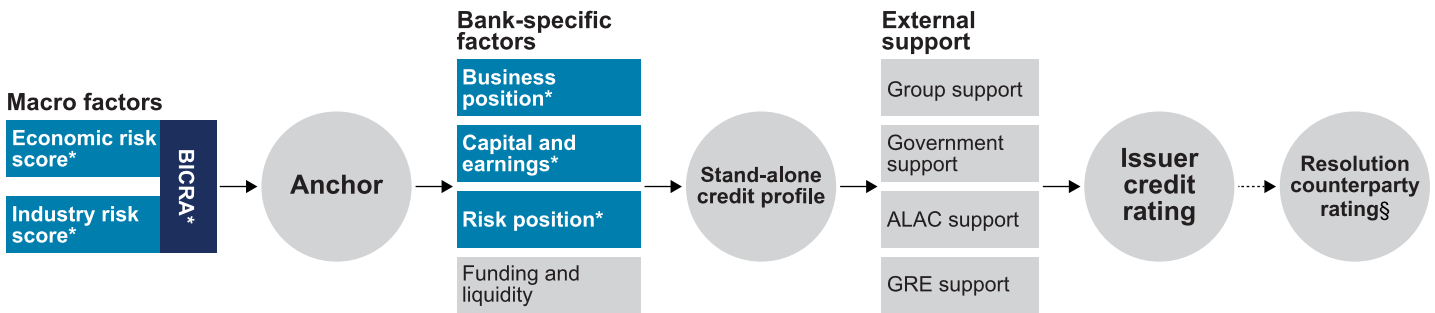 Macro factors
Economic risk
score*
Industry risk
score*
BICRA*
Anchor
Bank-specific
factors
Business
position*
Capital and
earnings*
Risk position*
Funding and
liquidity
Stand-alone
credit profile
External
support
Group support
Government
support
ALAC support
GRE support
Issuer
credit
rating
Resolution
counterparty
rating§